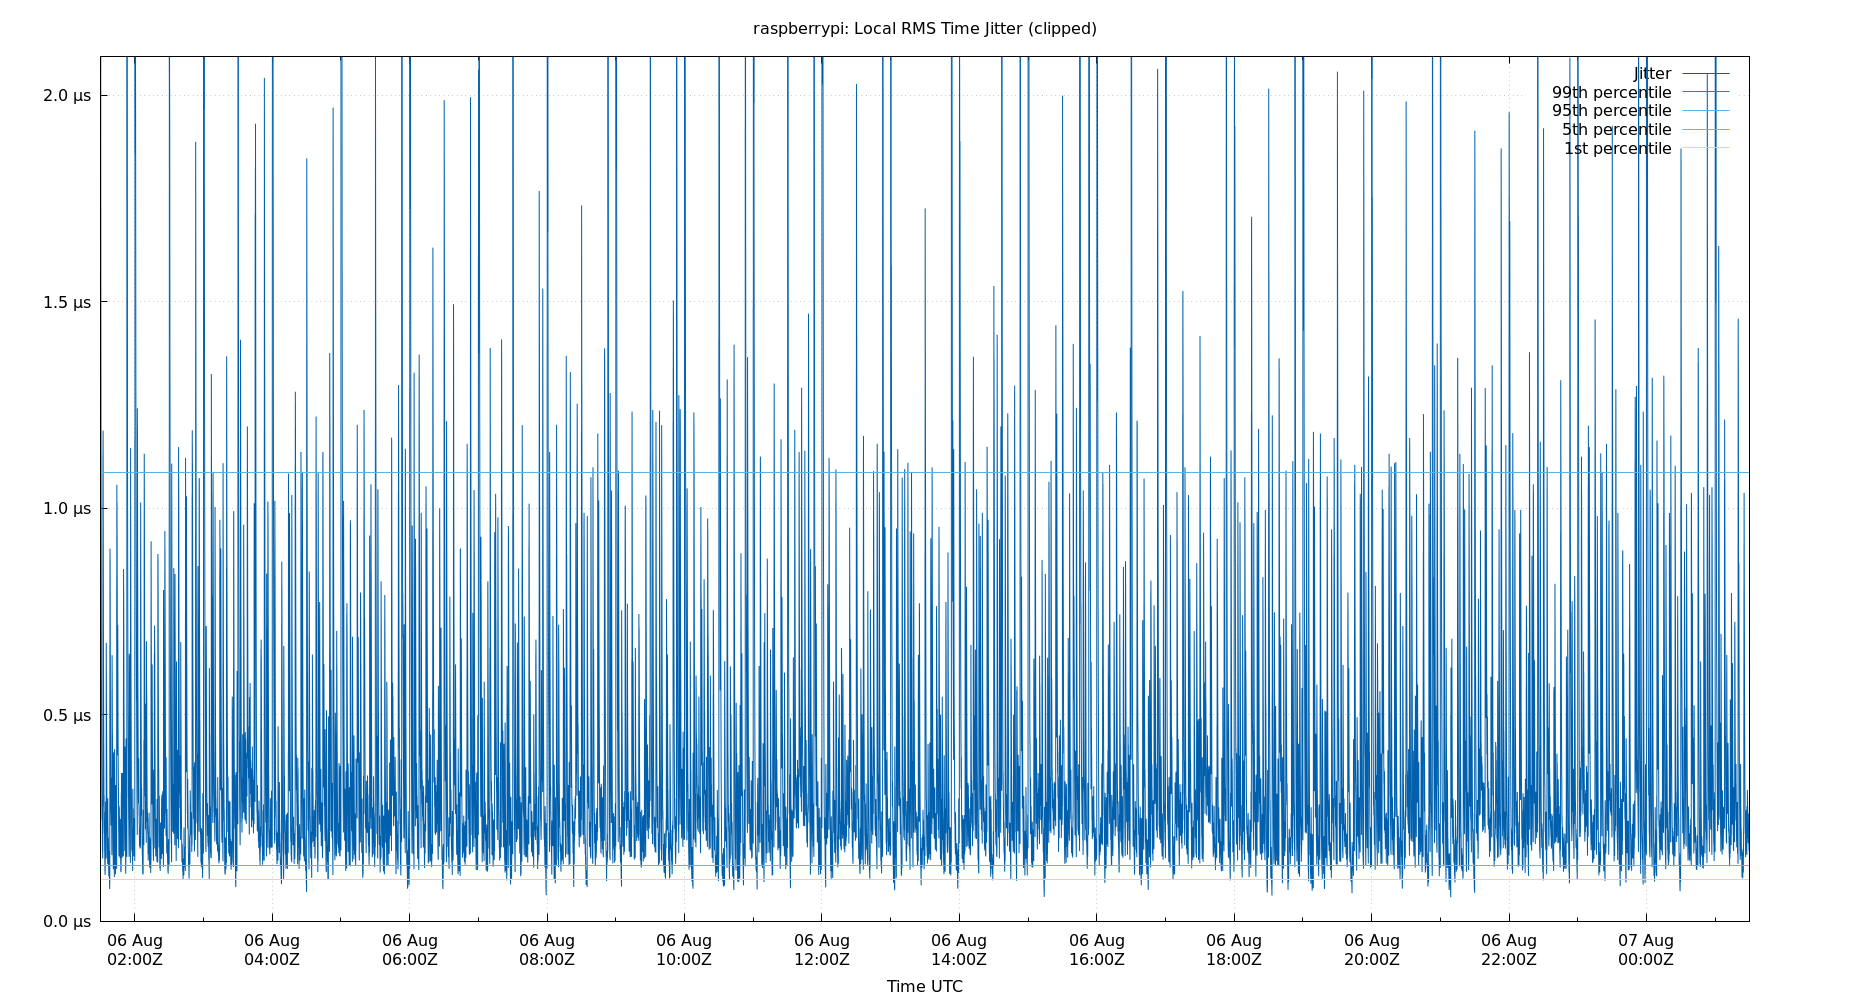 raspberrypi: Local RMS Time Jitter (clipped)
Jitter
99th percentile
95th percentile
5th percentile
1st percentile
2.0 µs
1.5 µs
1.0 µs
0.5 µs
0.0 µs
06 Aug 06 Aug 06 Aug 06 Aug 06 Aug 06 Aug 06 Aug 06 Aug 06 Aug 06 Aug 06 Aug 07 Aug
02:00Z 04:00Z 06:00Z 08:00Z 10:00Z 12:00Z 14:00Z 16:00Z 18:00Z 20:00Z 22:00Z 00:00Z
Time UTC